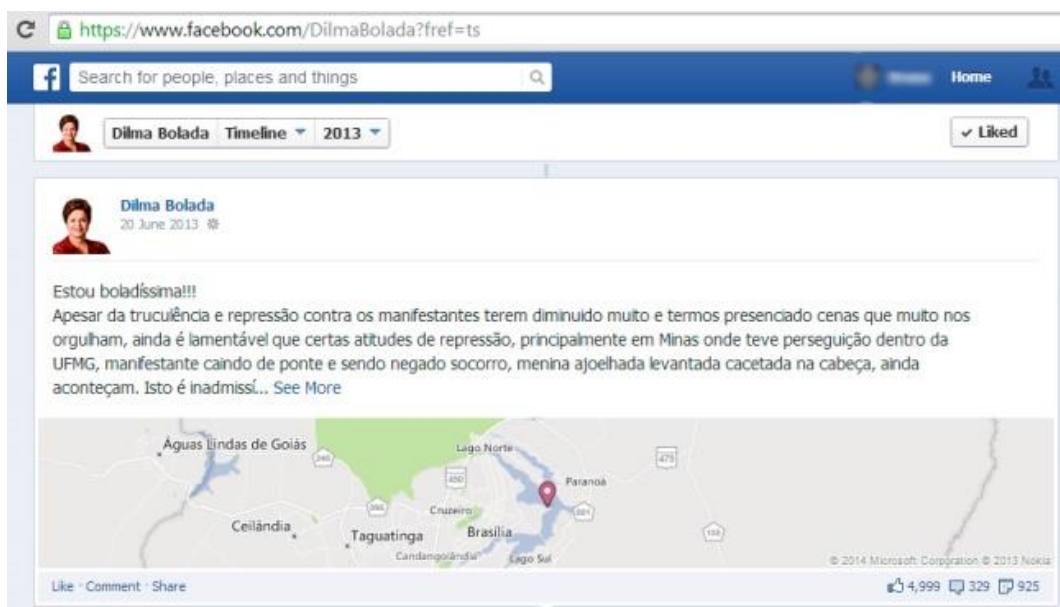 https://www.facebook.com/DilmaBolada?fref=ts
Search for people, places and things
Home
Dilma Bolada Timeline 2013
Liked
Dilma Bolada
20 June 2013
Estou boladíssima!!!
Apesar da truculência e repressão contra os manifestantes terem diminuido muito e termos presenciado cenas que muito nos
orgulham, ainda é lamentável que certas atitudes de repressão, principalmente em Minas onde teve perseguição dentro da
UFMG, manifestante caindo de ponte e sendo negado socorro, menina ajoelhada levantada cacetada na cabeça, ainda
aconteçam. Isto é inadmissí... See More
Águas Lindas de Goiás
Lago Norte
475
450
Paranoá
Cruzeiro
Ceilândia
Taguatinga
Brasília
Candangolândia
Lago Sul
© 2014 Microsoft Corporation © 2013 Nokia
Like · Comment · Share
4,999 329 925